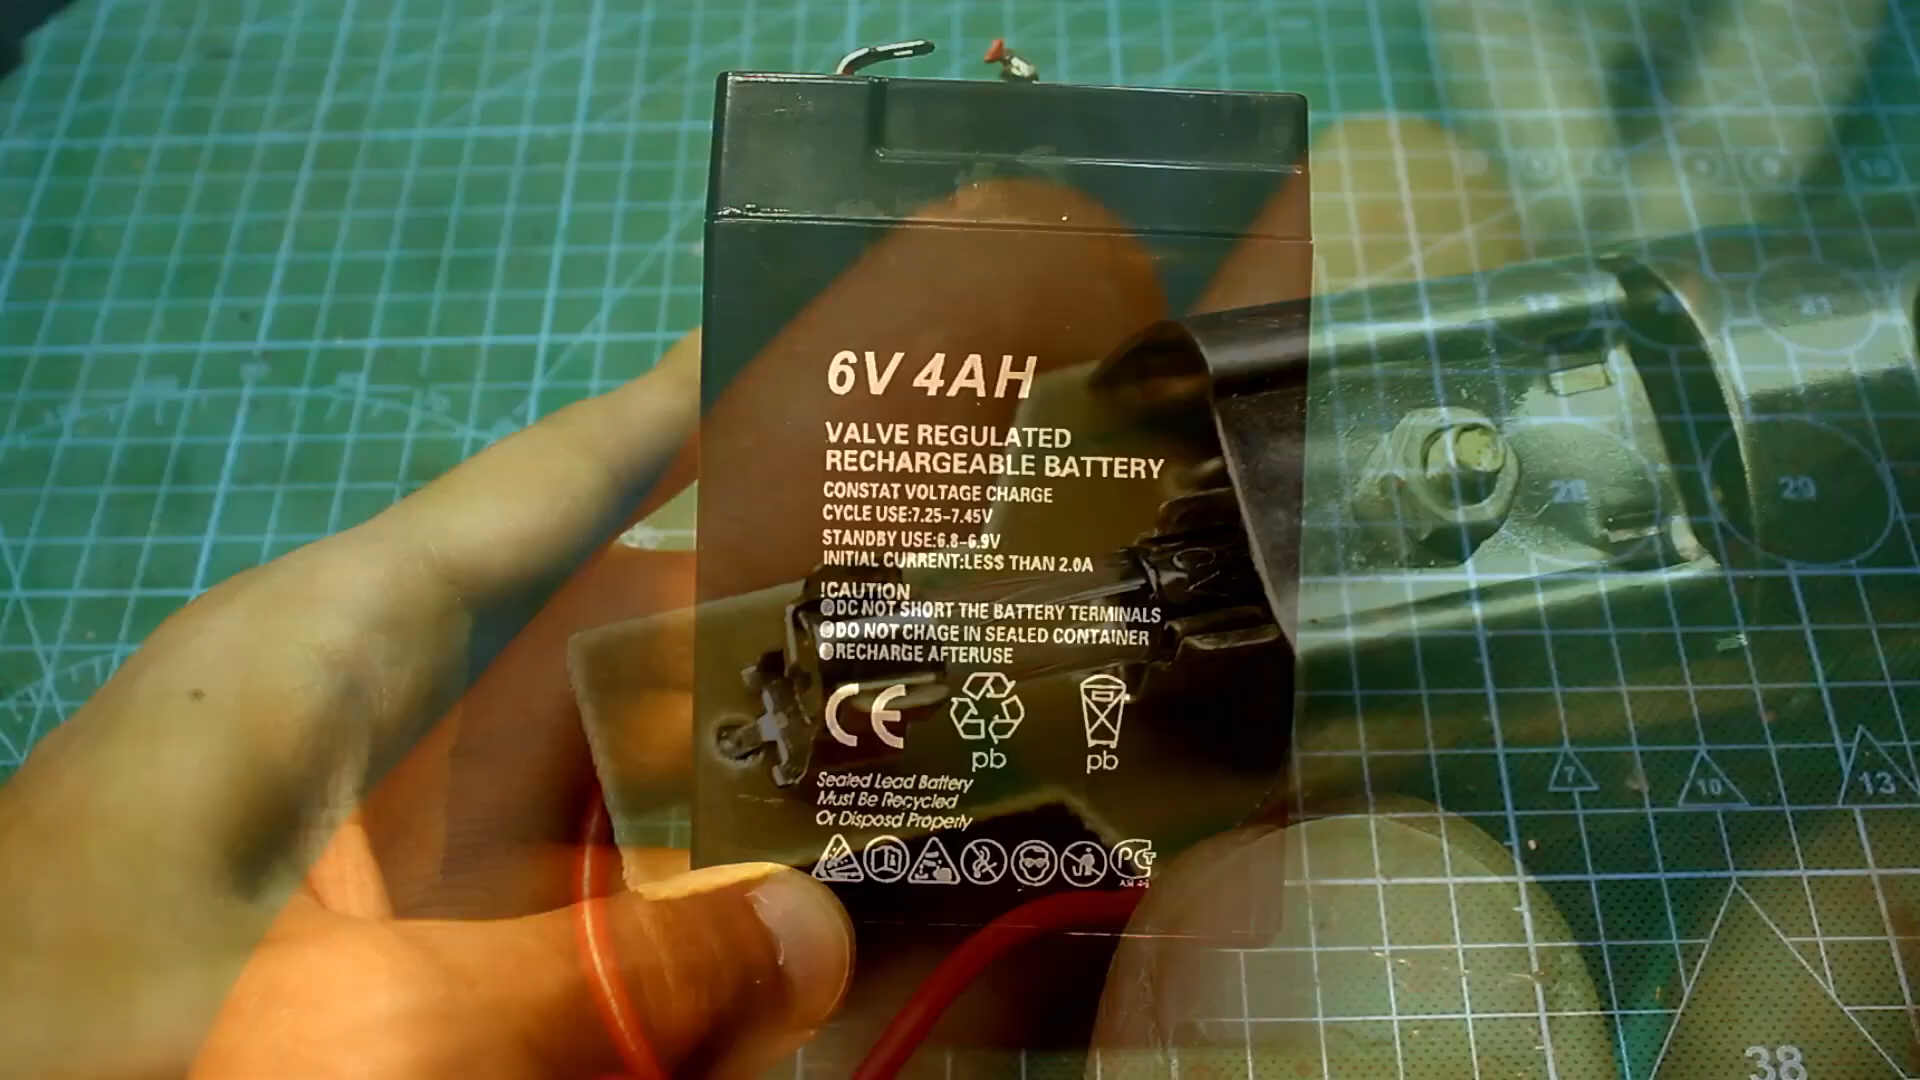 6V 4AH
VALVE REGULATED
RECHARGEABLE BATTERY
CONSTAT VOLTAGE CHARGE
CYCLE USE:7.25-7.45V
STANDBY USE:6.8-6.9V
INITIAL CURRENT:LESS THAN 2.0A
!CAUTION
DC NOT SHORT THE BATTERY TERMINALS
DO NOT CHAGE IN SEALED CONTAINER
RECHARGE AFTERUSE
CE
pb
pb
Sealed Lead Battery
Must Be Recycled
Or Disposd Properly
28
29
7
10
13
38